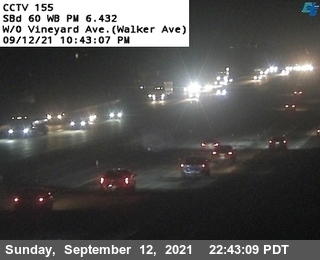 CCTV 155
SBd 60 WB PM 6.432
W/O Vineyard Ave.(Walker Ave)
09/12/21 10:43:07 PM
Sunday, September 12, 2021 22:43:09 PDT